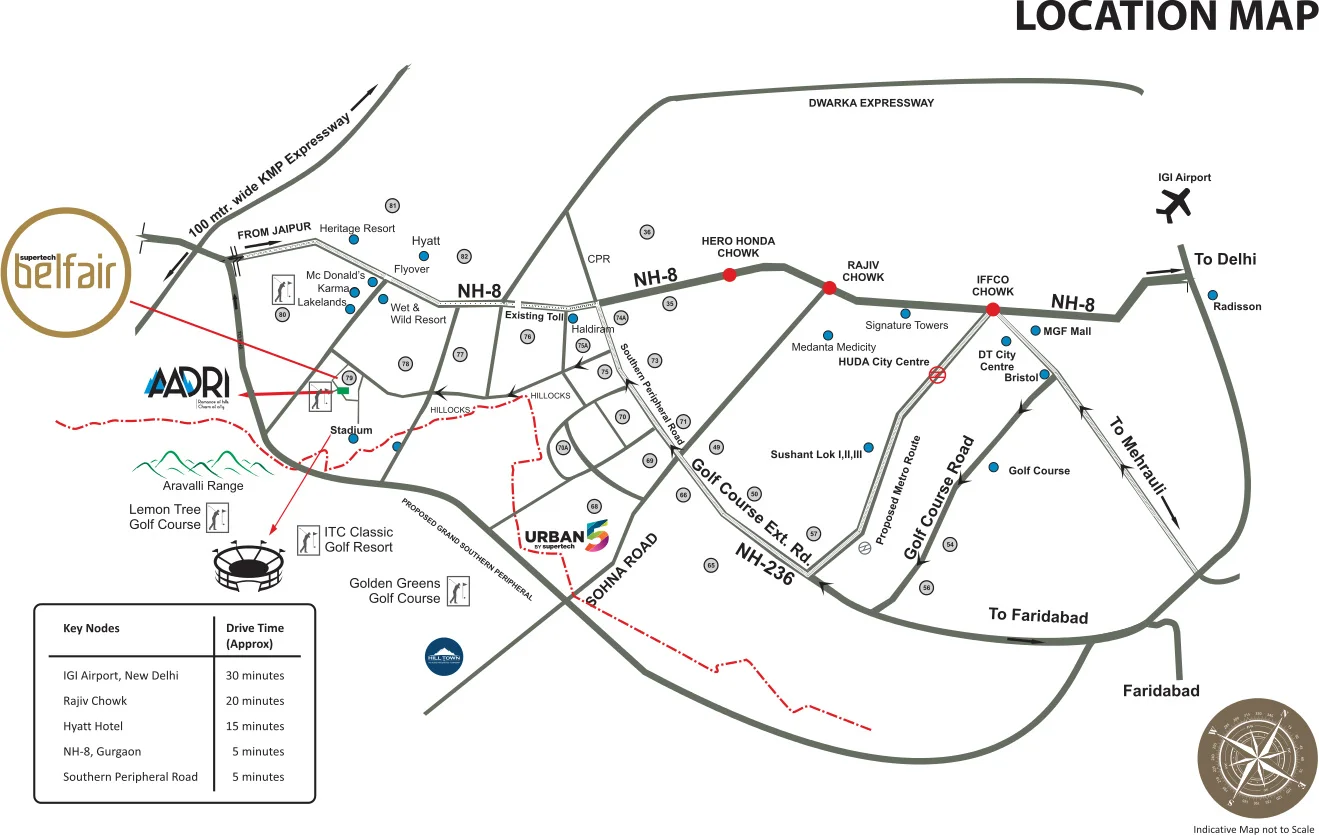 LOCATION MAP
DWARKA EXPRESSWAY
100 mtr. wide KMP Expressway
IGI Airport
81
FROM JAIPUR
Heritage Resort
Hyatt
82
36
CPR
HERO HONDA
CHOWK
RAJIV
CHOWK
IFFCO
CHOWK
To Delhi
supertech
belfair
Mc Donald's
Flyover
Karma
Lakelands
Wet &
Wild Resort
NH-8
NH-8
NH-8
Radisson
80
Existing Toll
Haldiram
74A
35
Signature Towers
MGF Mall
Medanta Medicity
HUDA City Centre
DT City
Centre
Bristol
76
75A
77
78
75
73
79
Southern Peripheral Road
AADRI
HILLOCKS
HILLOCKS
70
71
Stadium
70A
49
69
Sushant Lok I,II,III
Golf Course
To Mehrauli
Golf Course Road
Proposed Metro Route
Aravalli Range
68
66
50
Golf Course Ext. Rd.
Lemon Tree
Golf Course
ITC Classic
Golf Resort
PROPOSED GRAND SOUTHERN PERIPHERAL
URBAN 5
BY supertech
57
54
NH-236
65
56
SOHNA ROAD
Golden Greens
Golf Course
To Faridabad
HILL TOWN
Faridabad
Key Nodes Drive Time
(Approx)
IGI Airport, New Delhi 30 minutes
Rajiv Chowk 20 minutes
Hyatt Hotel 15 minutes
NH-8, Gurgaon 5 minutes
Southern Peripheral Road 5 minutes
N
W
E
S
Indicative Map not to Scale